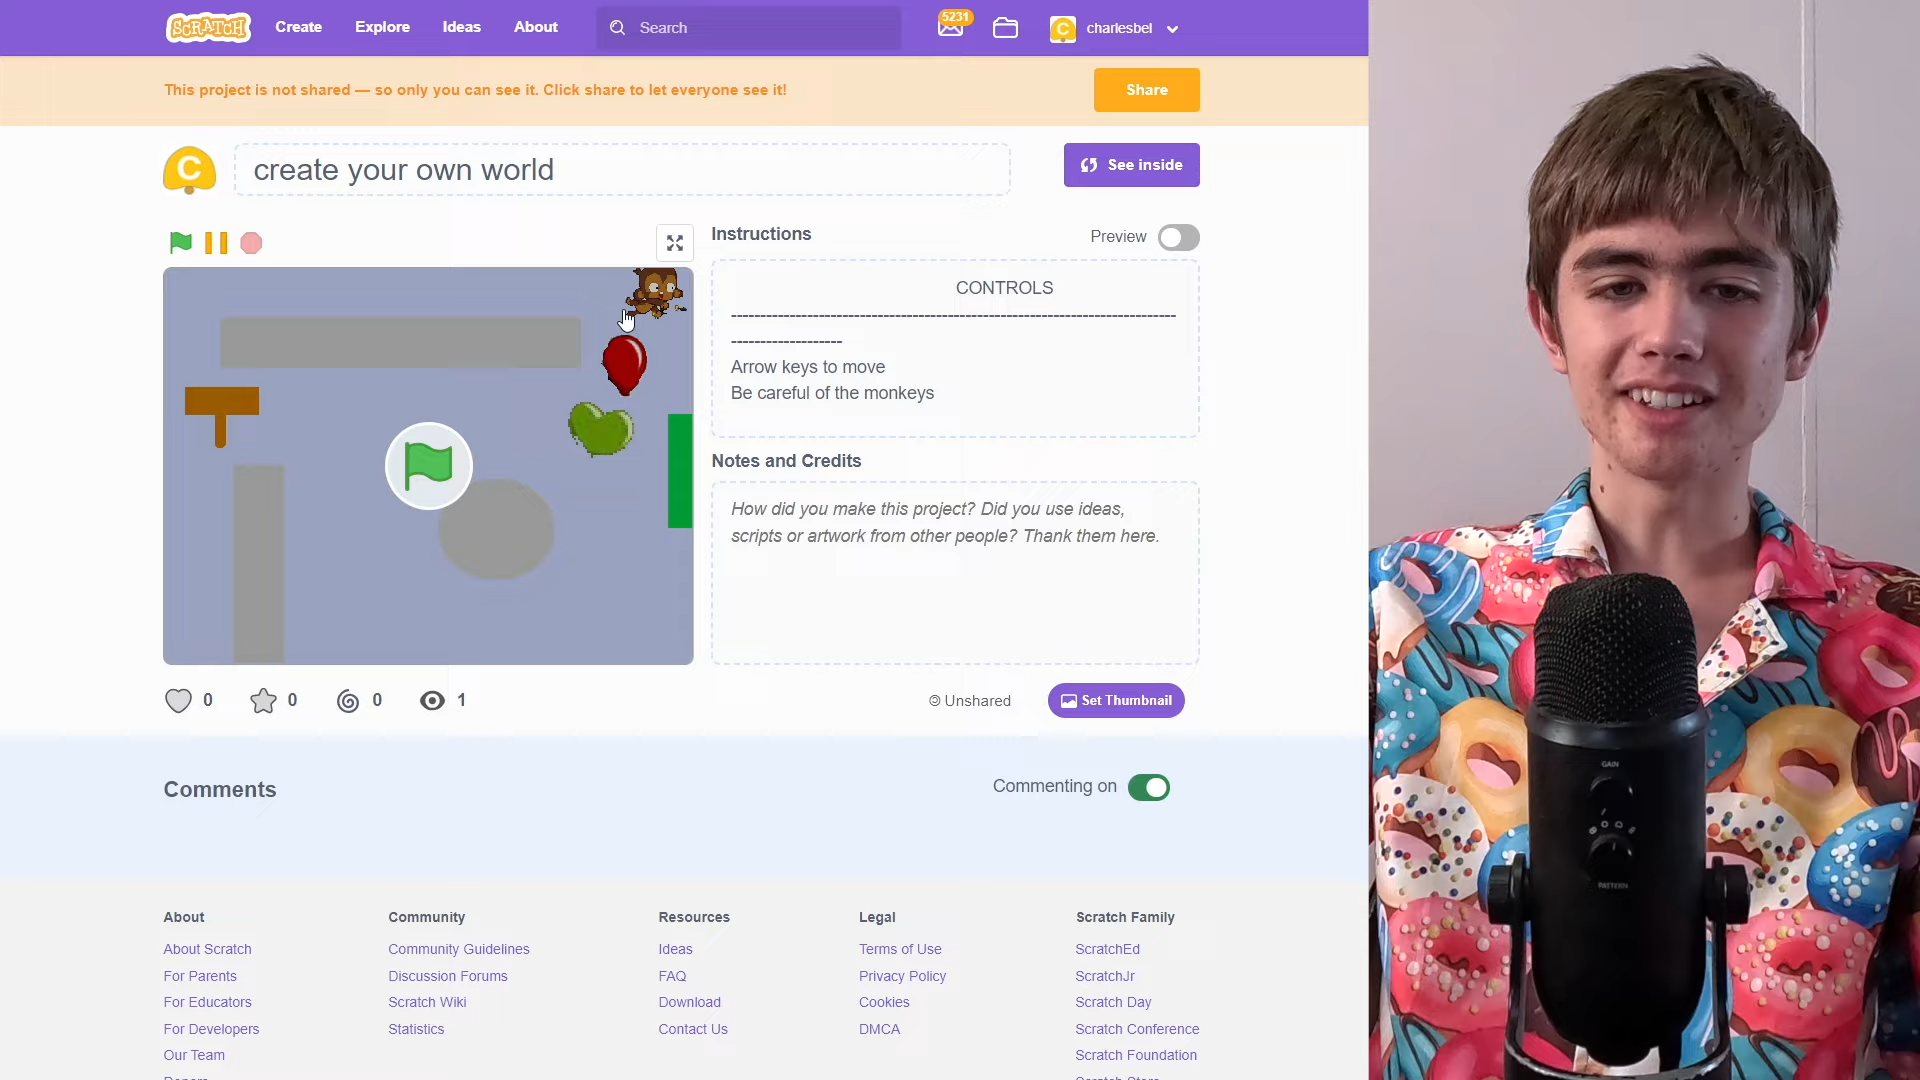 SCRATCH Create Explore Ideas About Search 5231 C charlesbel
This project is not shared — so only you can see it. Click share to let everyone see it! Share
C create your own world See inside
Instructions Preview
CONTROLS
----------------------------------------------------------------------------
-------------------
Arrow keys to move
Be careful of the monkeys
Notes and Credits
How did you make this project? Did you use ideas,
scripts or artwork from other people? Thank them here.
0 0 0 1 Unshared Set Thumbnail
Comments Commenting on
About Community Resources Legal Scratch Family
About Scratch Community Guidelines Ideas Terms of Use ScratchEd
For Parents Discussion Forums FAQ Privacy Policy ScratchJr
For Educators Scratch Wiki Download Cookies Scratch Day
For Developers Statistics Contact Us DMCA Scratch Conference
Our Team Scratch Foundation
GAIN
PATTERN